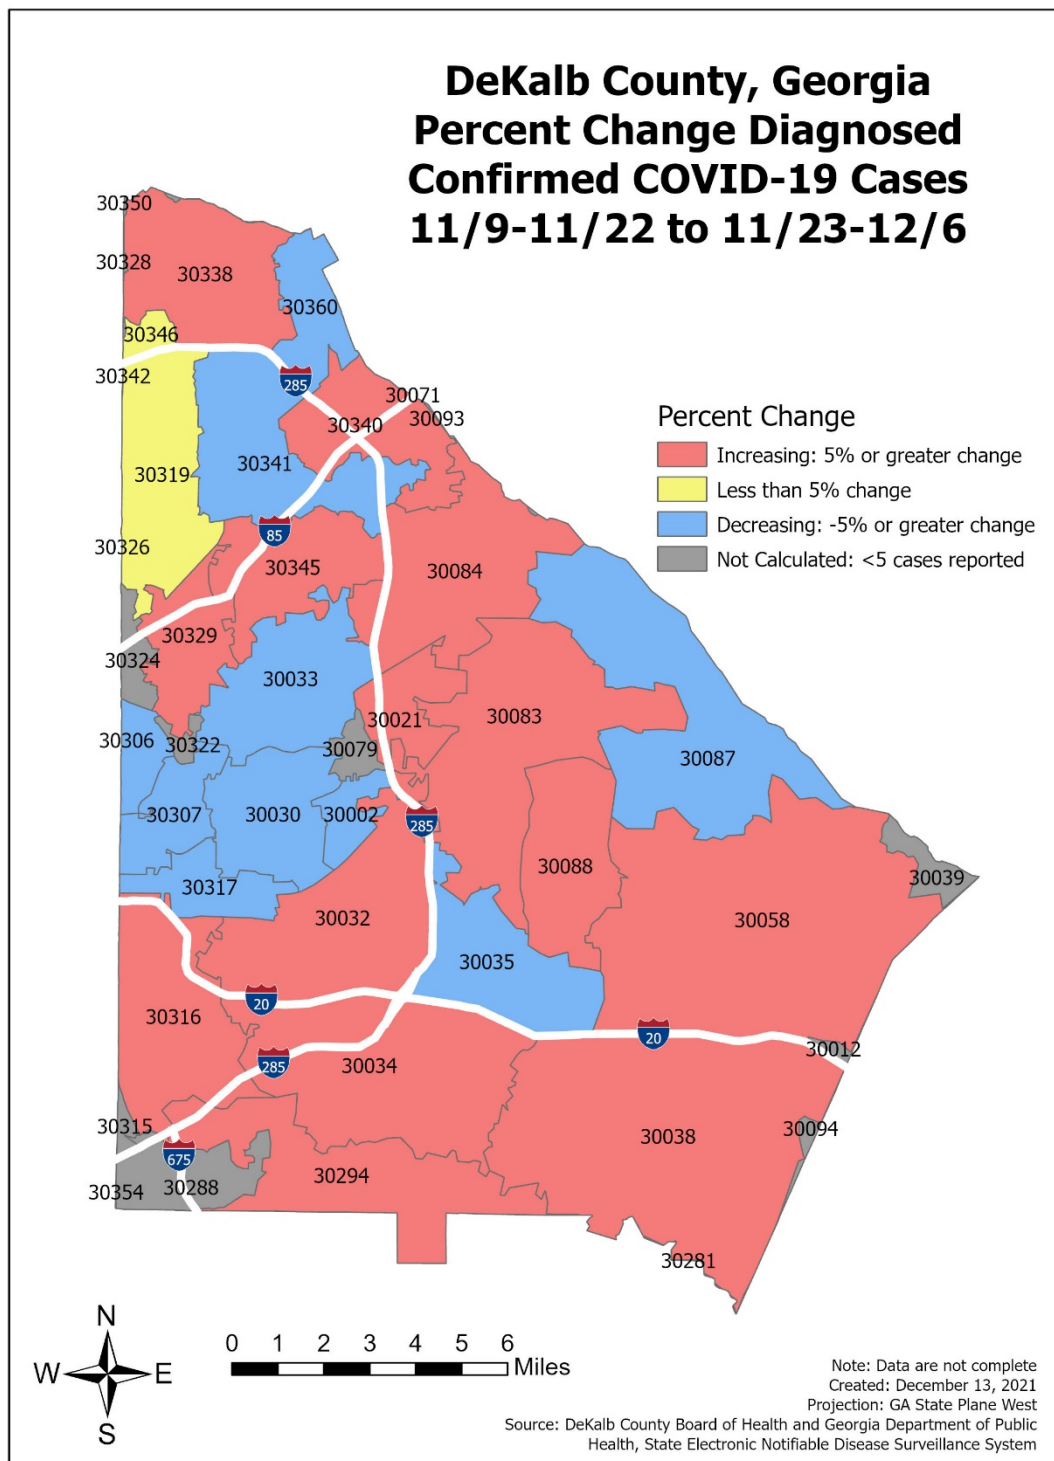 DeKalb County, Georgia
Percent Change Diagnosed
Confirmed COVID-19 Cases
11/9-11/22 to 11/23-12/6
30350
30328
30338
30360
30346
30342
285
30071
30093
30340
Percent Change
Increasing: 5% or greater change
Less than 5% change
Decreasing: -5% or greater change
Not Calculated: <5 cases reported
30319
30341
30326
85
30345
30084
30329
30324
30033
30021
30083
30306
30322
30079
30087
30307
30030
30002
285
30088
30317
30039
30032
30058
30035
20
30316
20
30012
285
30034
30315
30038
30094
675
30294
30354
30288
30281
N
W
E
S
0 1 2 3 4 5 6
Miles
Note: Data are not complete
Created: December 13, 2021
Projection: GA State Plane West
Source: DeKalb County Board of Health and Georgia Department of Public
Health, State Electronic Notifiable Disease Surveillance System